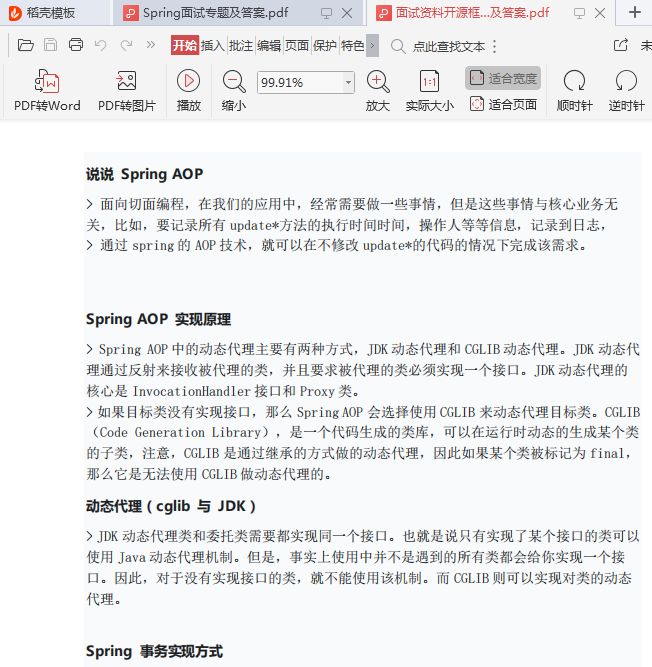 稻壳模板
Spring面试专题及答案.pdf
面试资料开源框...及答案.pdf
开始 插入 批注 编辑 页面 保护 特色
点此查找文本
未
PDF转Word
PDF转图片
播放
缩小
99.91%
放大
1:1
实际大小
适合宽度
适合页面
顺时针
逆时针
说说 Spring AOP
> 面向切面编程，在我们的应用中，经常需要做一些事情，但是这些事情与核心业务无
关，比如，要记录所有 update*方法的执行时间时间，操作人等等信息，记录到日志，
> 通过 spring 的 AOP 技术，就可以在不修改 update*的代码的情况下完成该需求。
Spring AOP 实现原理
> Spring AOP 中的动态代理主要有两种方式，JDK 动态代理和 CGLIB 动态代理。JDK 动态代
理通过反射来接收被代理的类，并且要求被代理的类必须实现一个接口。JDK 动态代理的
核心是 InvocationHandler 接口和 Proxy 类。
> 如果目标类没有实现接口，那么 Spring AOP 会选择使用 CGLIB 来动态代理目标类。CGLIB
（Code Generation Library），是一个代码生成的类库，可以在运行时动态的生成某个类
的子类，注意，CGLIB 是通过继承的方式做的动态代理，因此如果某个类被标记为 final，
那么它是无法使用 CGLIB 做动态代理的。
动态代理（cglib 与 JDK）
> JDK 动态代理类和委托类需要都实现同一个接口。也就是说只有实现了某个接口的类可以
使用 Java 动态代理机制。但是，事实上使用中并不是遇到的所有类都会给你实现一个接
口。因此，对于没有实现接口的类，就不能使用该机制。而 CGLIB 则可以实现对类的动态
代理。
Spring 事务实现方式